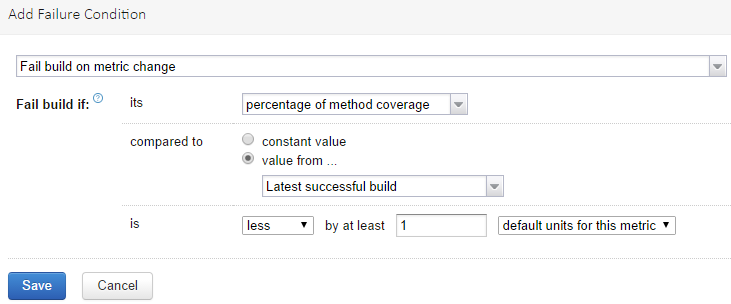 Add Failure Condition
Fail build on metric change
Fail build if: ? its percentage of method coverage
compared to constant value
value from ...
Latest successful build
is less by at least 1 default units for this metric
Save Cancel